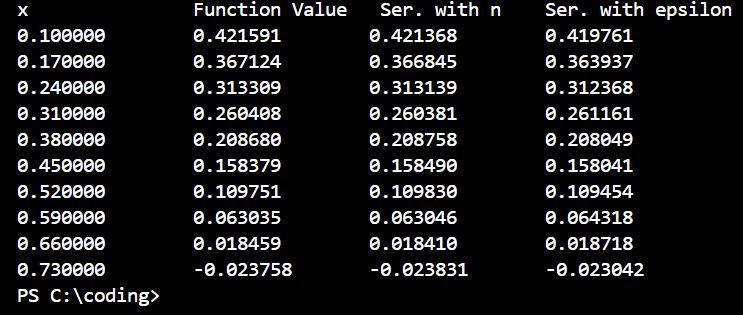 x Function Value Ser. with n Ser. with epsilon
0.100000 0.421591 0.421368 0.419761
0.170000 0.367124 0.366845 0.363937
0.240000 0.313309 0.313139 0.312368
0.310000 0.260408 0.260381 0.261161
0.380000 0.208680 0.208758 0.208049
0.450000 0.158379 0.158490 0.158041
0.520000 0.109751 0.109830 0.109454
0.590000 0.063035 0.063046 0.064318
0.660000 0.018459 0.018410 0.018718
0.730000 -0.023758 -0.023831 -0.023042
PS C:\coding>